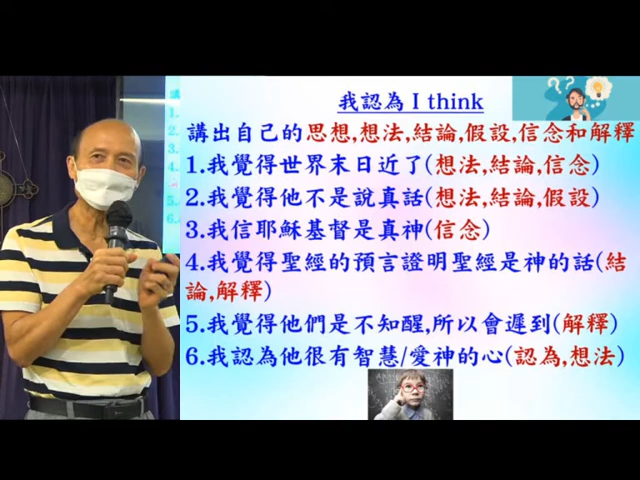 我認為 I think
講出自己的思想,想法,結論,假設,信念和解釋
1.我覺得世界末日近了(想法,結論,信念)
2.我覺得他不是說真話(想法,結論,假設)
3.我信耶穌基督是真神(信念)
4.我覺得聖經的預言證明聖經是神的話(結
論,解釋)
5.我覺得他們是不知醒,所以會遲到(解釋)
6.我認為他很有智慧/愛神的心(認為,想法)